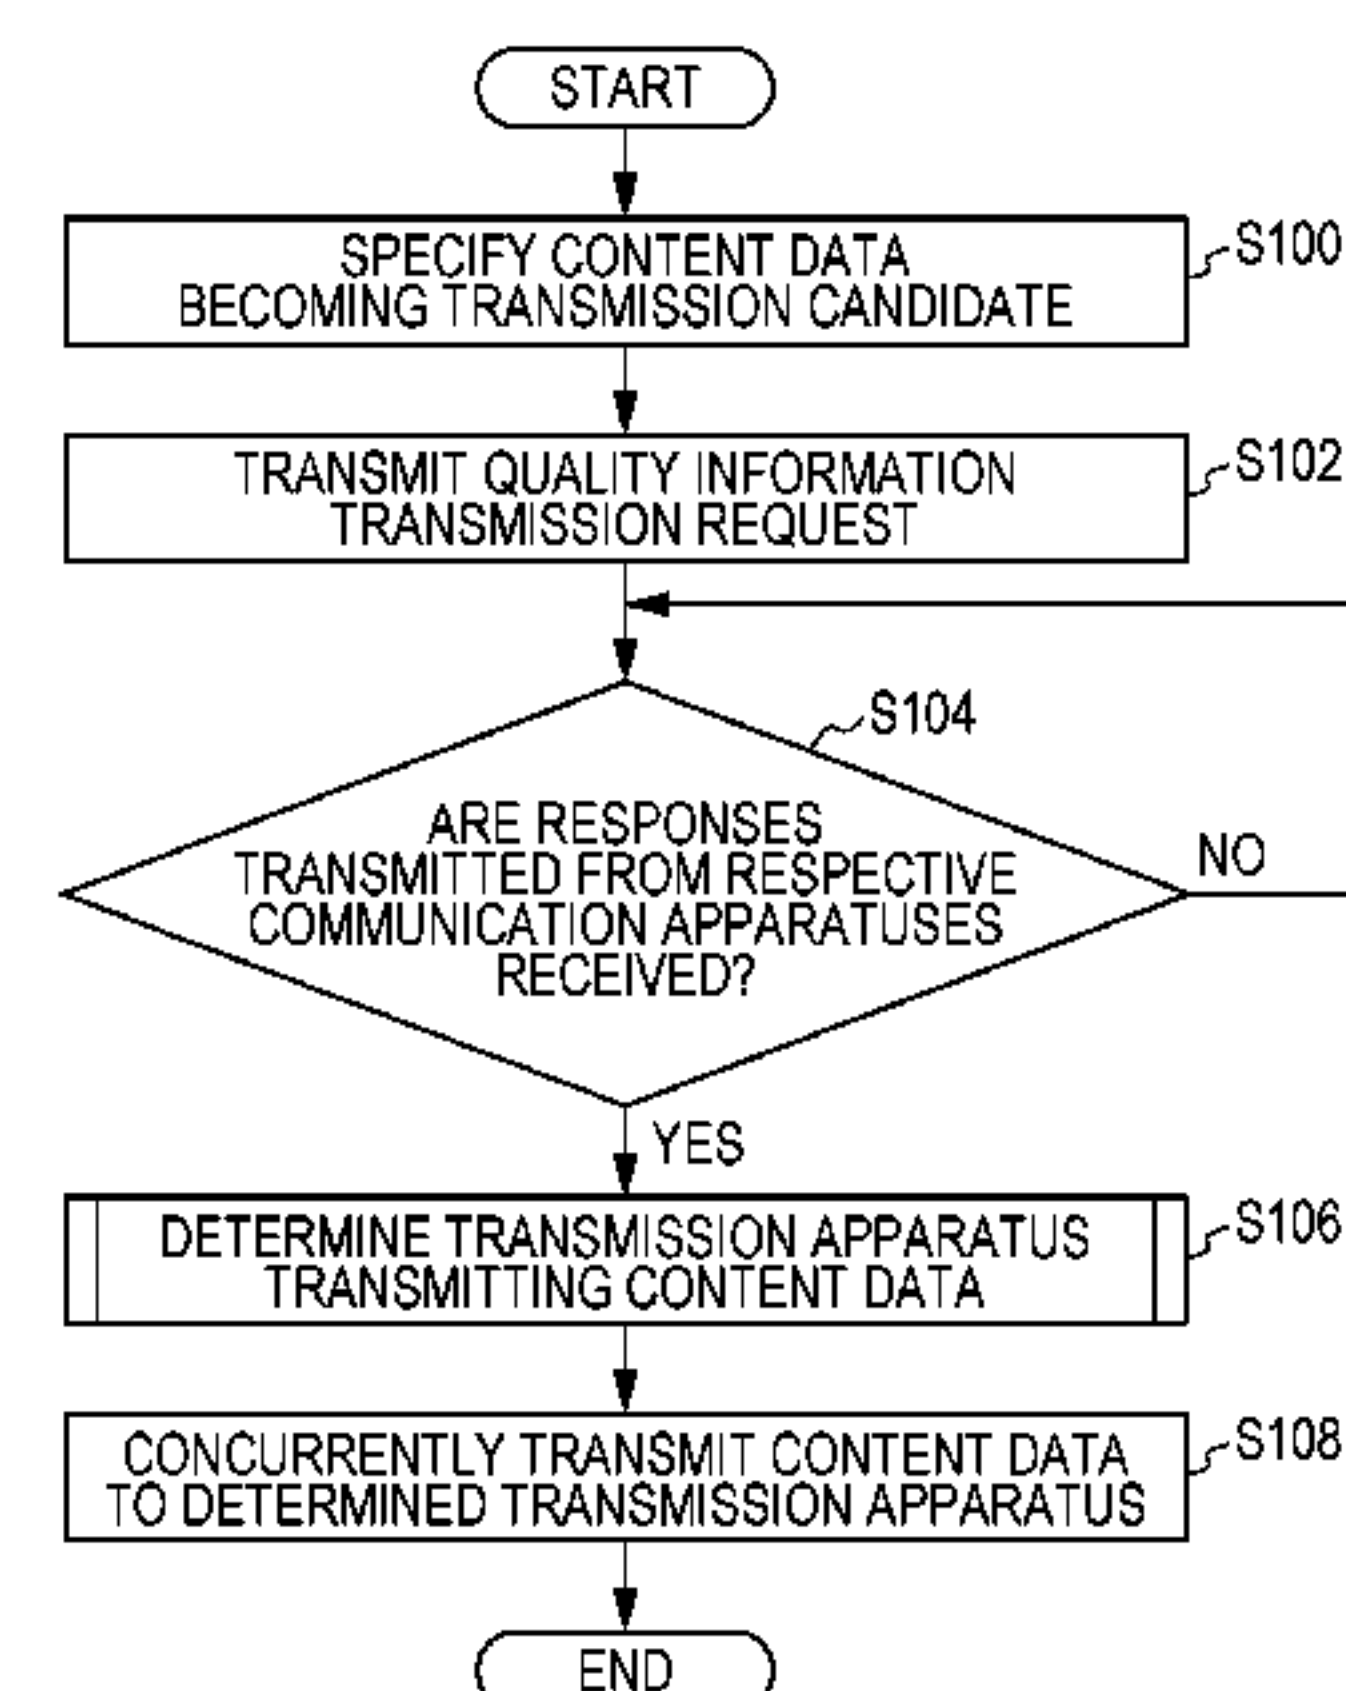 START
SPECIFY CONTENT DATA
BECOMING TRANSMISSION CANDIDATE
S100
TRANSMIT QUALITY INFORMATION
TRANSMISSION REQUEST
S102
S104
ARE RESPONSES
TRANSMITTED FROM RESPECTIVE
COMMUNICATION APPARATUSES
RECEIVED?
NO
YES
DETERMINE TRANSMISSION APPARATUS
TRANSMITTING CONTENT DATA
S106
CONCURRENTLY TRANSMIT CONTENT DATA
TO DETERMINED TRANSMISSION APPARATUS
S108
END